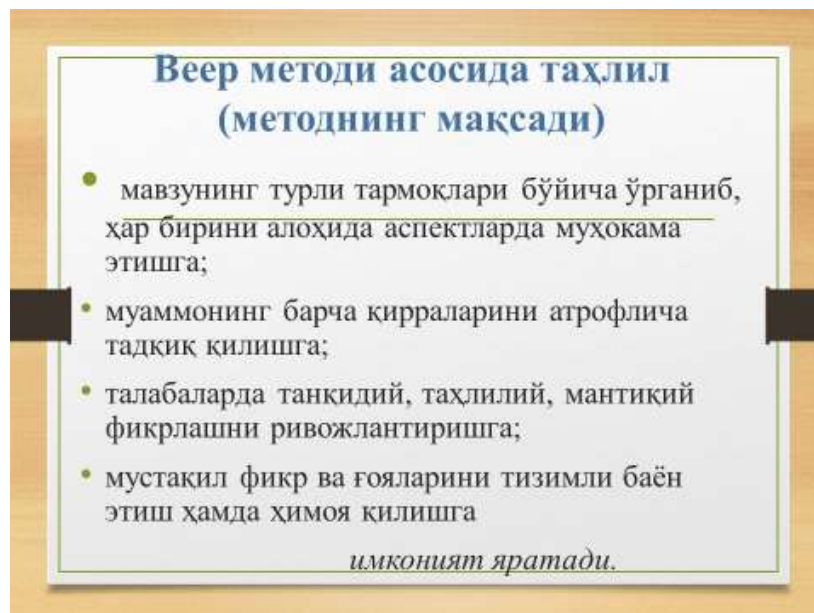 Веер методи асосида таҳлил
(методнинг мақсади)
• мавзунинг турли тармоқлари бўйича ўрганиб,
ҳар бирини алоҳида аспектларда муҳокама
этишга;
• муаммонинг барча қирраларини атрофлича
тадқиқ қилишга;
• талабаларда танқидий, таҳлилий, мантиқий
фикрлашни ривожлантиришга;
• мустақил фикр ва ғояларини тизимли баён
этиш ҳамда ҳимоя қилишга
имконият яратади.